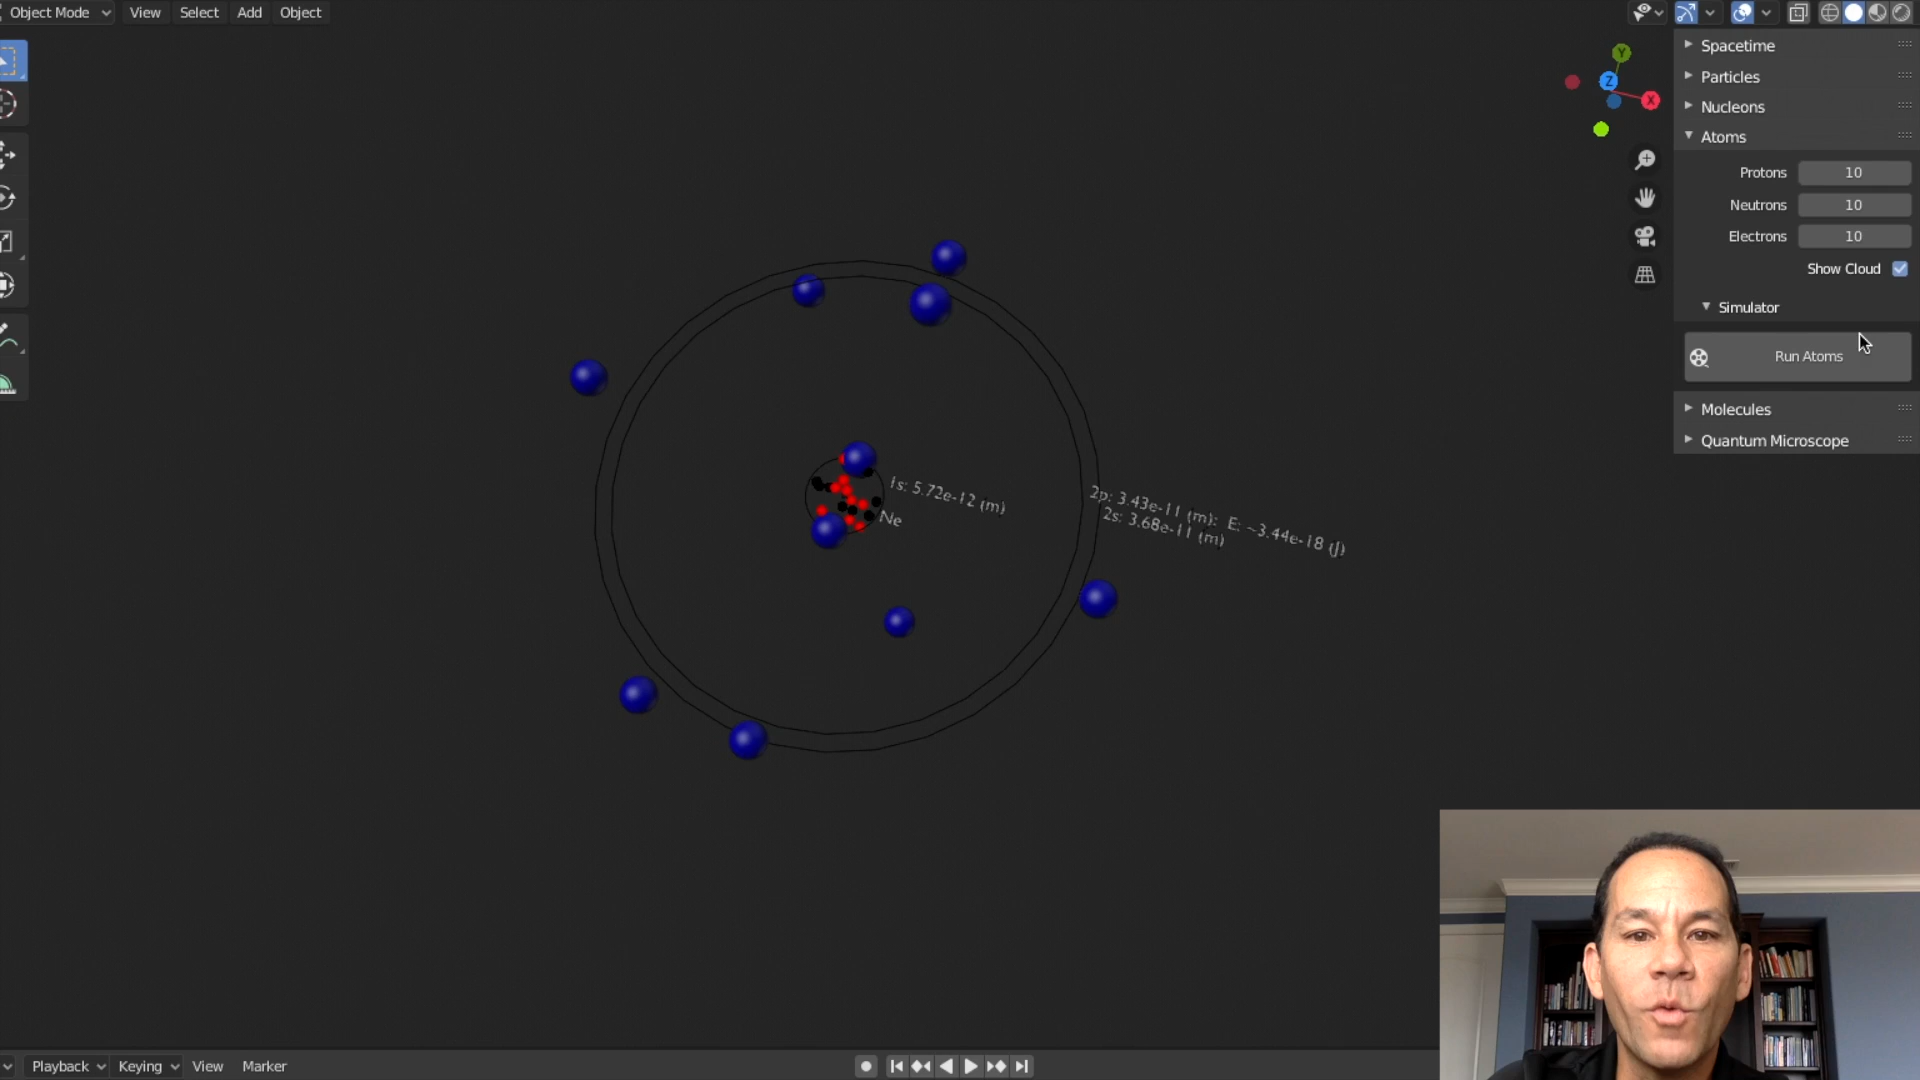 Object Mode View Select Add Object
Y
Z
X
Spacetime
Particles
Nucleons
Atoms
Protons 10
Neutrons 10
Electrons 10
Show Cloud
Simulator
Run Atoms
Molecules
Quantum Microscope
1s: 5.72e-12 (m)
Ne
2p: 3.43e-11 (m); E: ~3.44e-18 (J)
2s: 3.68e-11 (m)
Playback Keying View Marker